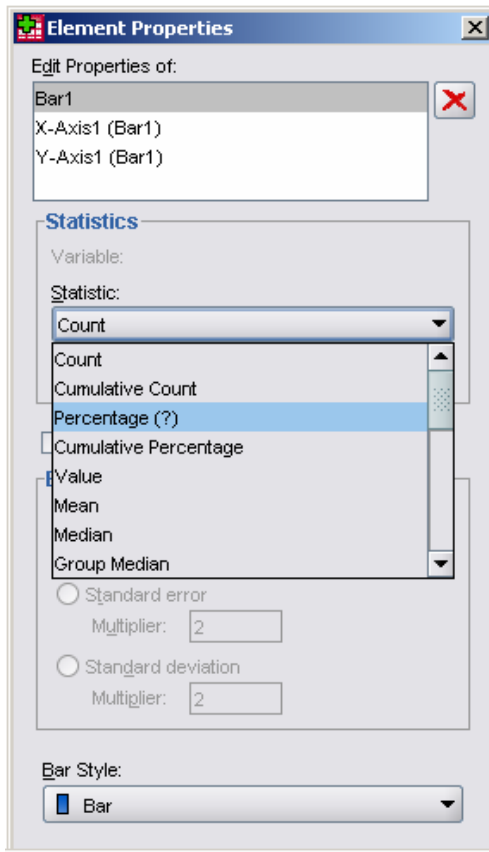 Element Properties
Edit Properties of:
Bar1
X-Axis1 (Bar1)
Y-Axis1 (Bar1)
Statistics
Variable:
Statistic:
Count
Count
Cumulative Count
Percentage (?)
Cumulative Percentage
Value
Mean
Median
Group Median
Standard error
Multiplier: 2
Standard deviation
Multiplier: 2
Bar Style:
Bar